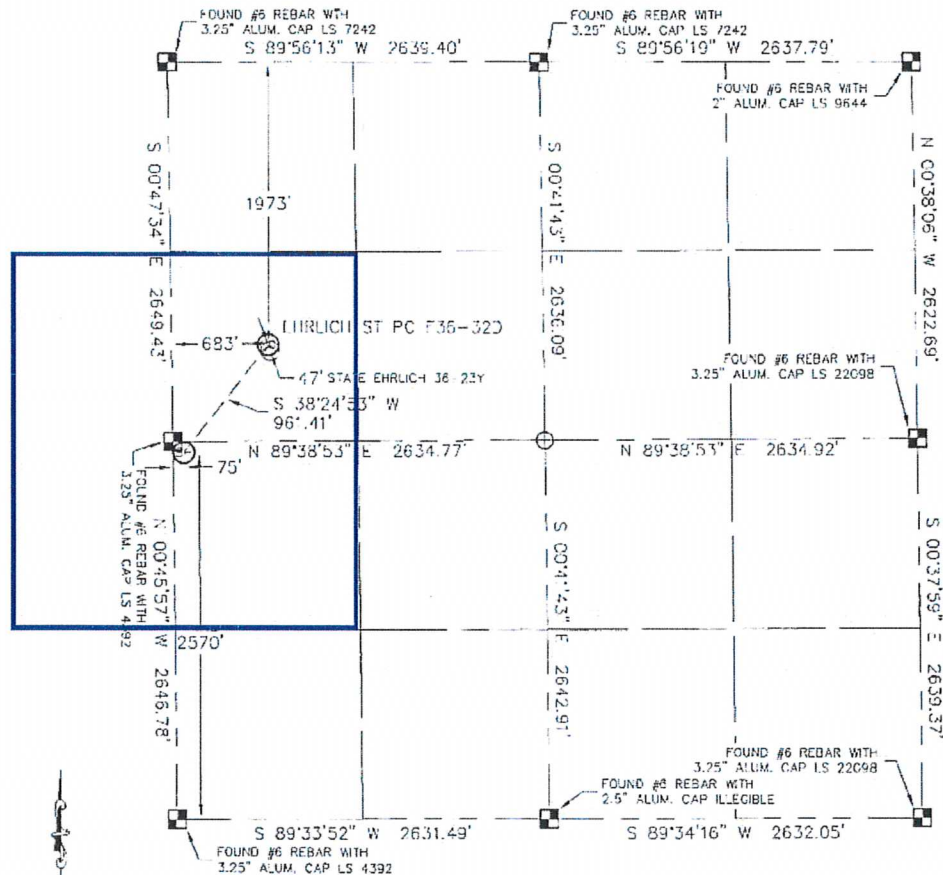 FOUND #6 REBAR WITH
3.25" ALUM. CAP LS 7242
S 89°56'13" W 2639.40'
FOUND #6 REBAR WITH
3.25" ALUM. CAP LS 7242
S 89°56'19" W 2637.79'
FOUND #6 REBAR WITH
2" ALUM. CAP LS 9644
S 00°47'34" E 2649.43'
1973'
S 00°41'43" E 2636.09'
N 00°38'06" W 2622.69'
EHRLICH ST PC F36-32D
683'
47' STATE EHRLICH 36-23Y
S 38°24'53" W
961.41'
FOUND #6 REBAR WITH
3.25" ALUM. CAP LS 22098
N 89°38'53" E 2634.77'
N 89°38'53" E 2634.92'
75'
FOUND #6 REBAR WITH
3.25" ALUM. CAP LS 4392
N 00°45'57" W 2646.78'
2570'
S 00°41'43" E 2642.91'
S 00°37'59" E 2639.37'
FOUND #6 REBAR WITH
3.25" ALUM. CAP LS 22098
FOUND #6 REBAR WITH
2.5" ALUM. CAP ILLEGIBLE
S 89°33'52" W 2631.49'
S 89°34'16" W 2632.05'
FOUND #6 REBAR WITH
3.25" ALUM. CAP LS 4392